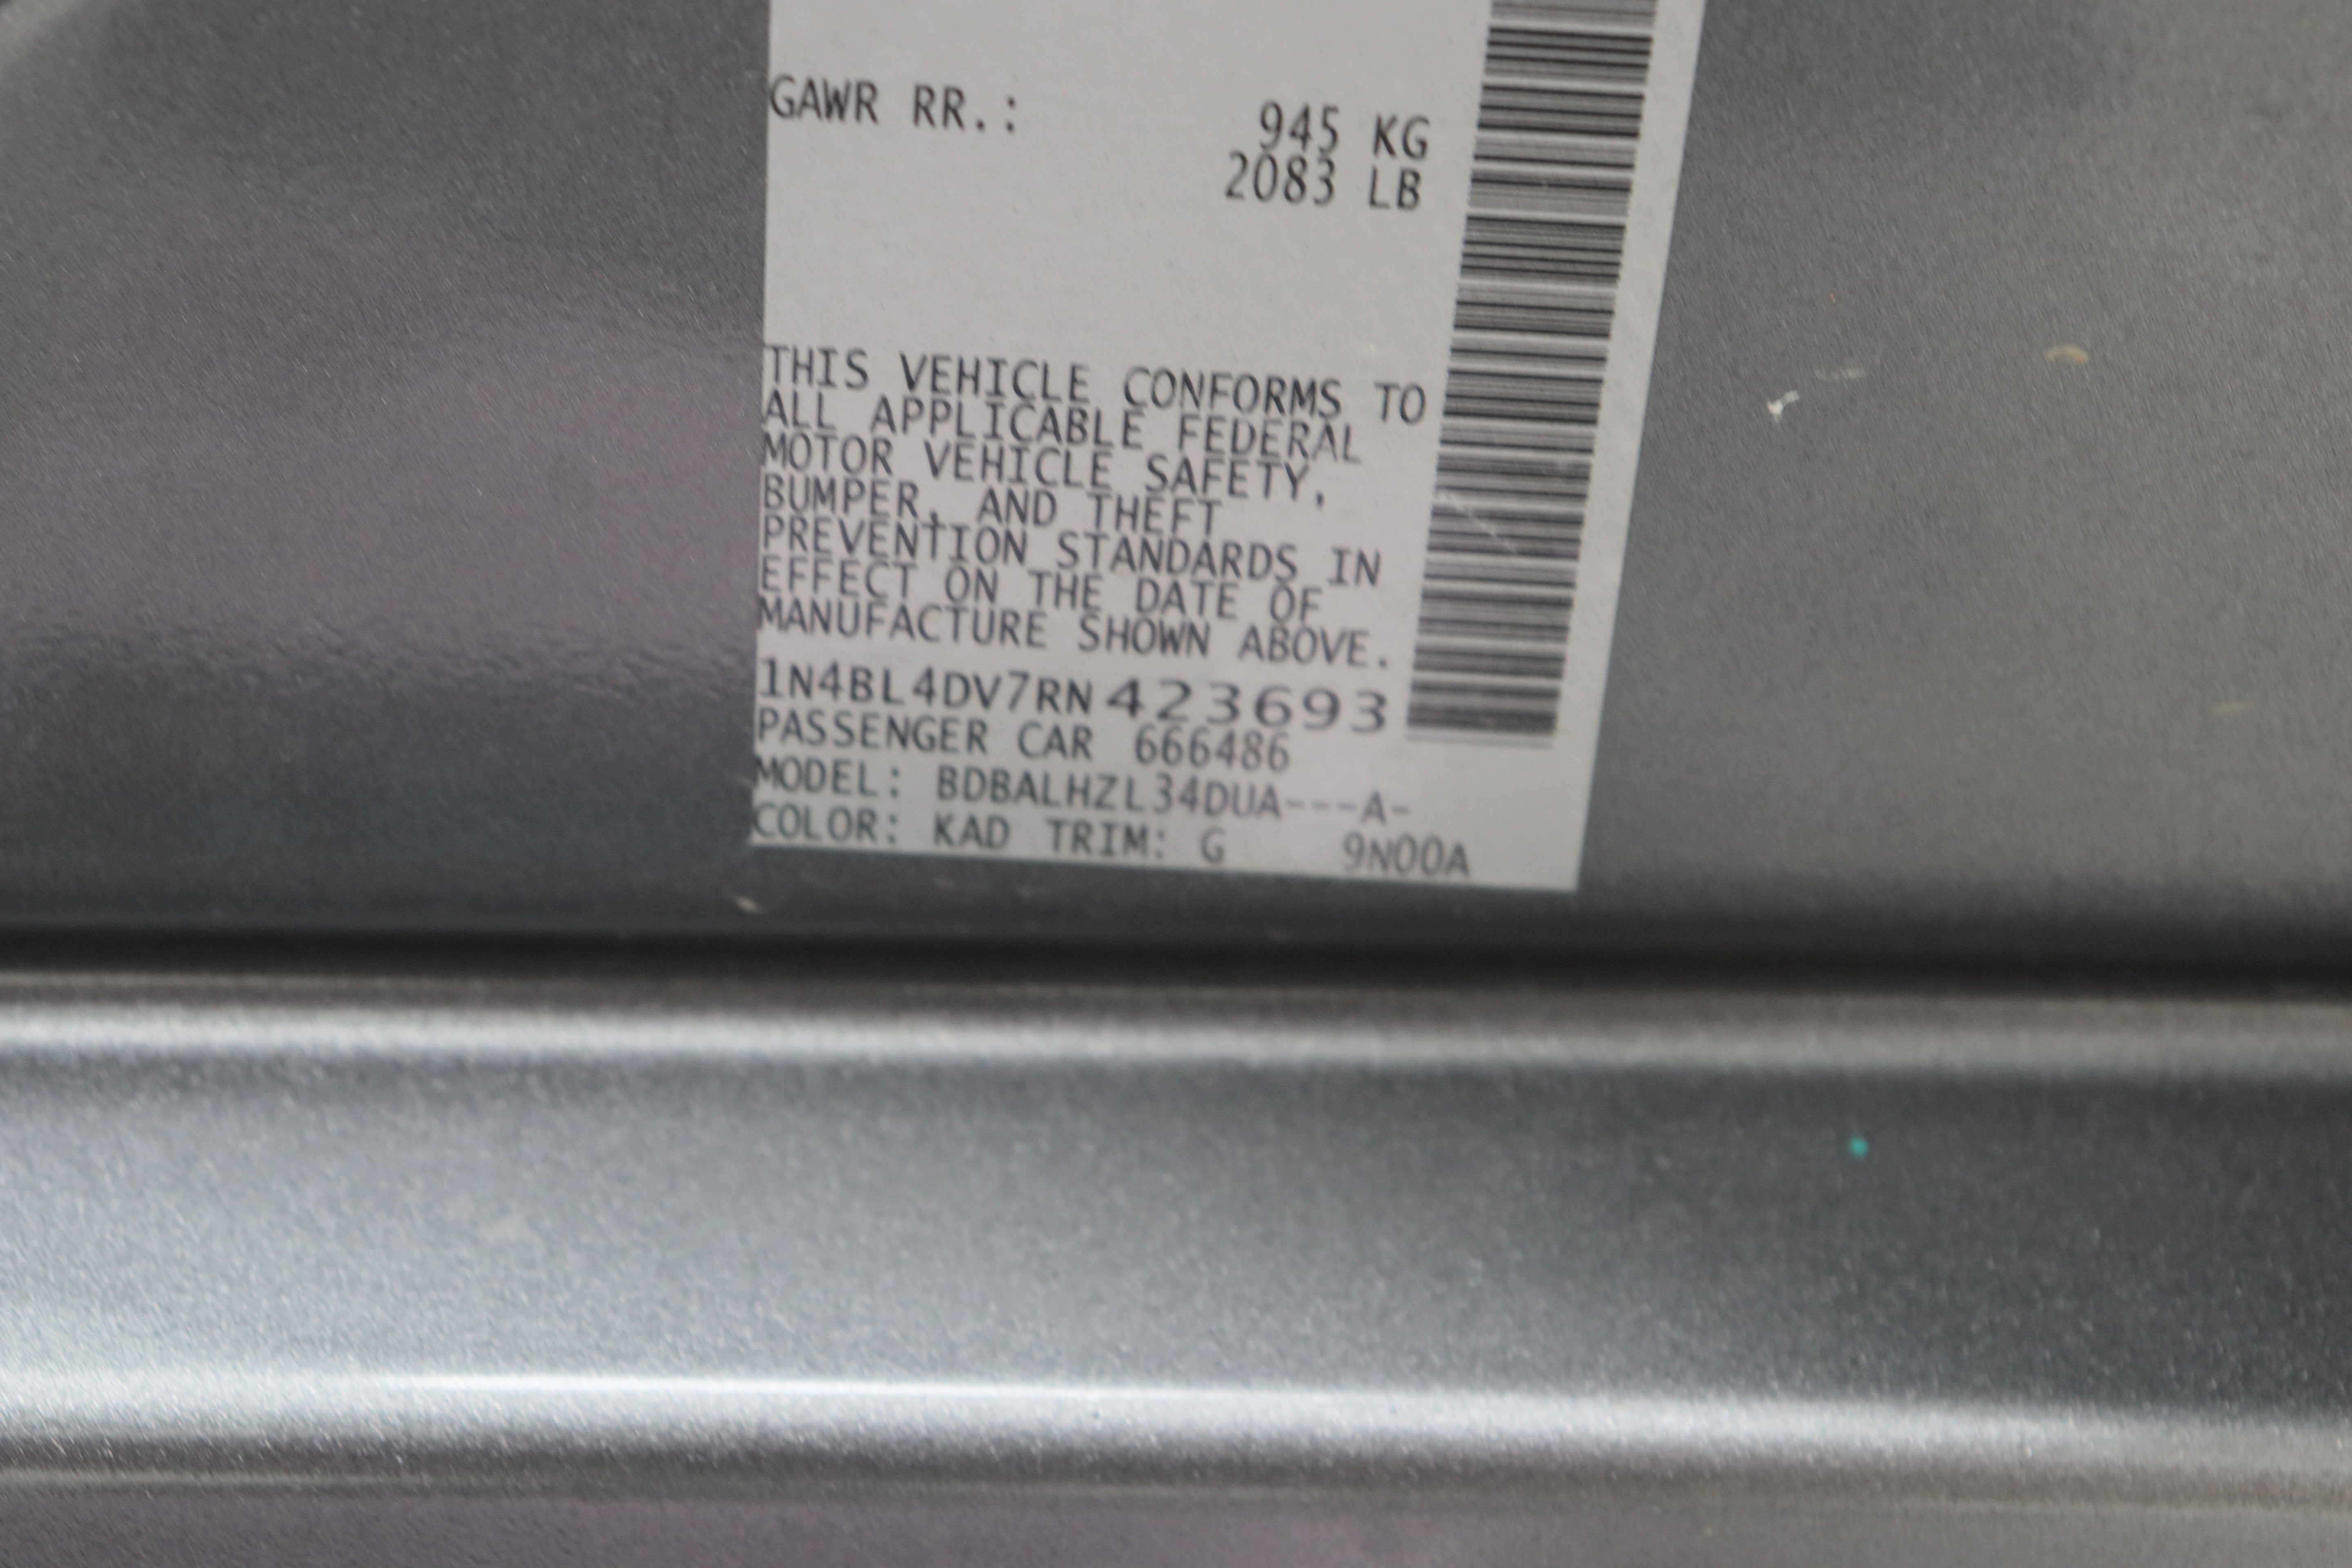 GAWR RR.: 945 KG
2083 LB
THIS VEHICLE CONFORMS TO
ALL APPLICABLE FEDERAL
MOTOR VEHICLE SAFETY,
BUMPER, AND THEFT
PREVENTION STANDARDS IN
EFFECT ON THE DATE OF
MANUFACTURE SHOWN ABOVE.
1N4BL4DV7RN423693
PASSENGER CAR 666486
MODEL: BDBALHZL34DUA---A-
COLOR: KAD TRIM: G 9N00A